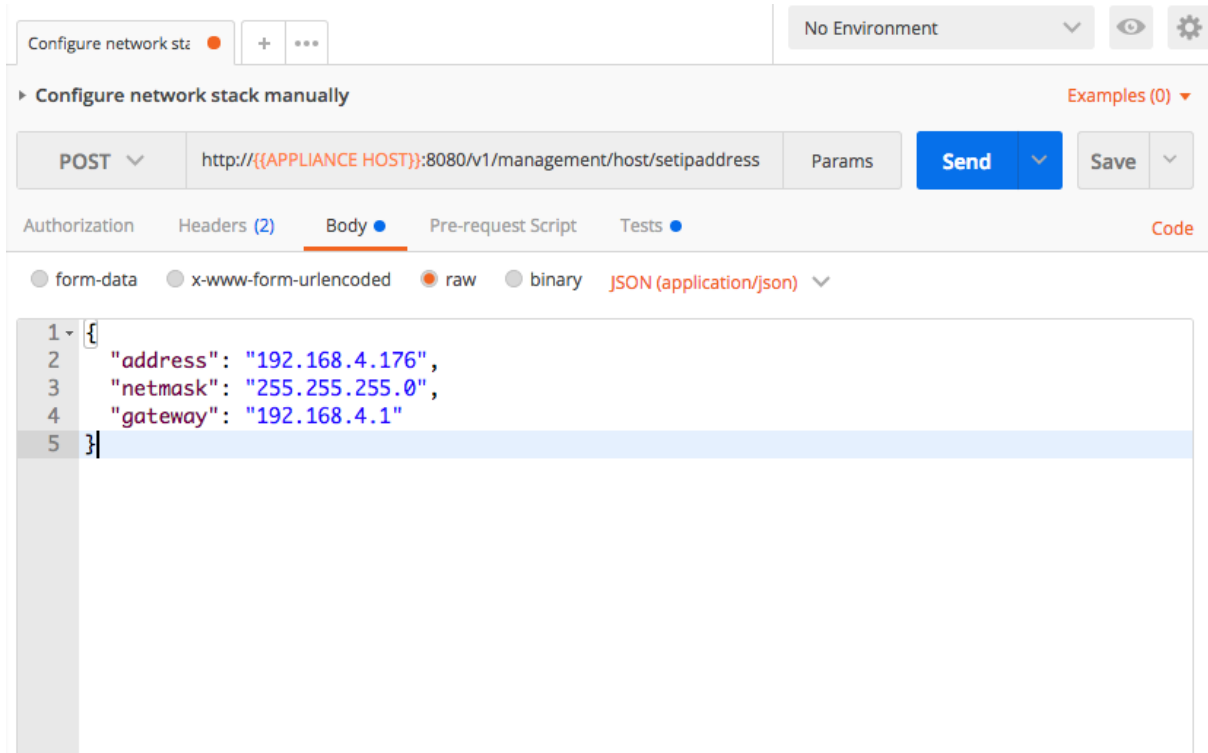 Configure network sta
No Environment
Configure network stack manually
Examples (0)
POST
http://{{APPLIANCE HOST}}:8080/v1/management/host/setipaddress
Params
Send
Save
Authorization
Headers (2)
Body
Pre-request Script
Tests
Code
form-data
x-www-form-urlencoded
raw
binary
JSON (application/json)
1 {
2 "address": "192.168.4.176",
3 "netmask": "255.255.255.0",
4 "gateway": "192.168.4.1"
5 }